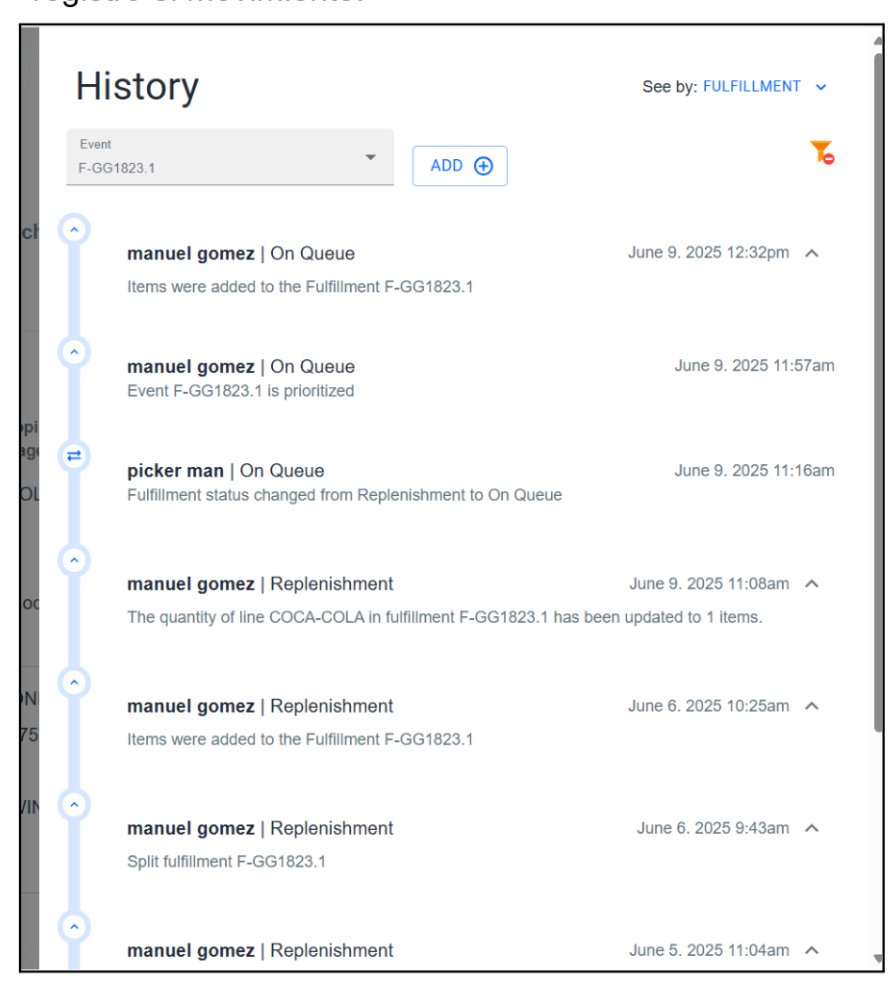 registro el movimiento.
History
See by: FULFILLMENT
Event
F-GG1823.1
ADD
manuel gomez | On Queue
June 9. 2025 12:32pm
Items were added to the Fulfillment F-GG1823.1
manuel gomez | On Queue
June 9. 2025 11:57am
Event F-GG1823.1 is prioritized
picker man | On Queue
June 9. 2025 11:16am
Fulfillment status changed from Replenishment to On Queue
manuel gomez | Replenishment
June 9. 2025 11:08am
The quantity of line COCA-COLA in fulfillment F-GG1823.1 has been updated to 1 items.
manuel gomez | Replenishment
June 6. 2025 10:25am
Items were added to the Fulfillment F-GG1823.1
manuel gomez | Replenishment
June 6. 2025 9:43am
Split fulfillment F-GG1823.1
manuel gomez | Replenishment
June 5. 2025 11:04am